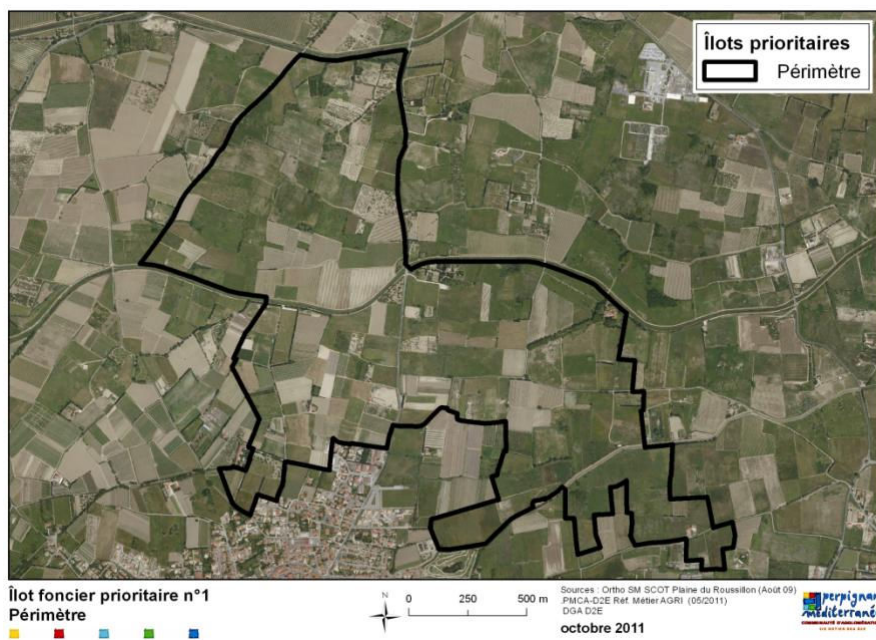 Îlots prioritaires
Périmètre
Îlot foncier prioritaire n°1
Périmètre
N
0 250 500 m
Sources : Ortho SM SCOT Plaine du Roussillon (Août 09)
PMCA-D2E Réf. Métier AGRI (05/2011)
DGA D2E
octobre 2011
perpignan
méditerranée
COMMUNAUTÉ D'AGGLOMÉRATION